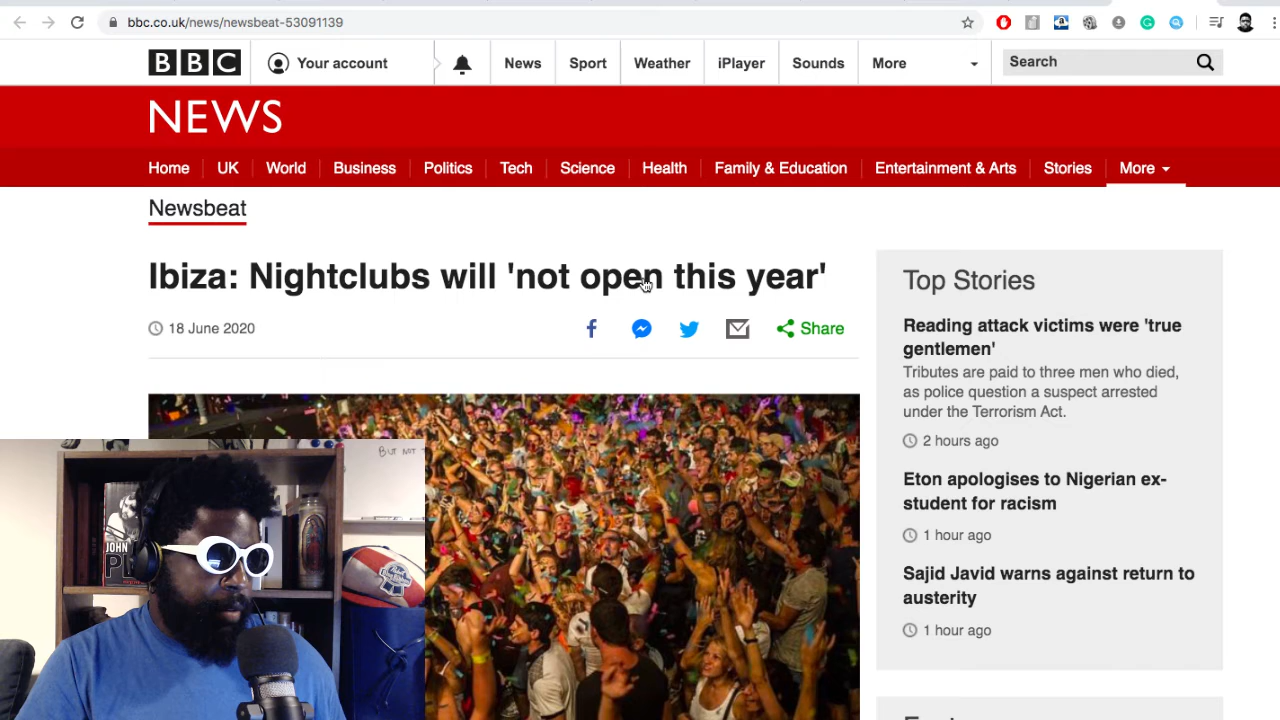 bbc.co.uk/news/newsbeat-53091139
BBC
Your account
News
Sport
Weather
iPlayer
Sounds
More
Search
NEWS
Home
UK
World
Business
Politics
Tech
Science
Health
Family & Education
Entertainment & Arts
Stories
More
Newsbeat
Ibiza: Nightclubs will 'not open this year'
18 June 2020
Share
Top Stories
Reading attack victims were 'true
gentlemen'
Tributes are paid to three men who died,
as police question a suspect arrested
under the Terrorism Act.
2 hours ago
Eton apologises to Nigerian ex-
student for racism
1 hour ago
Sajid Javid warns against return to
austerity
1 hour ago
BUT NOT
JOHN